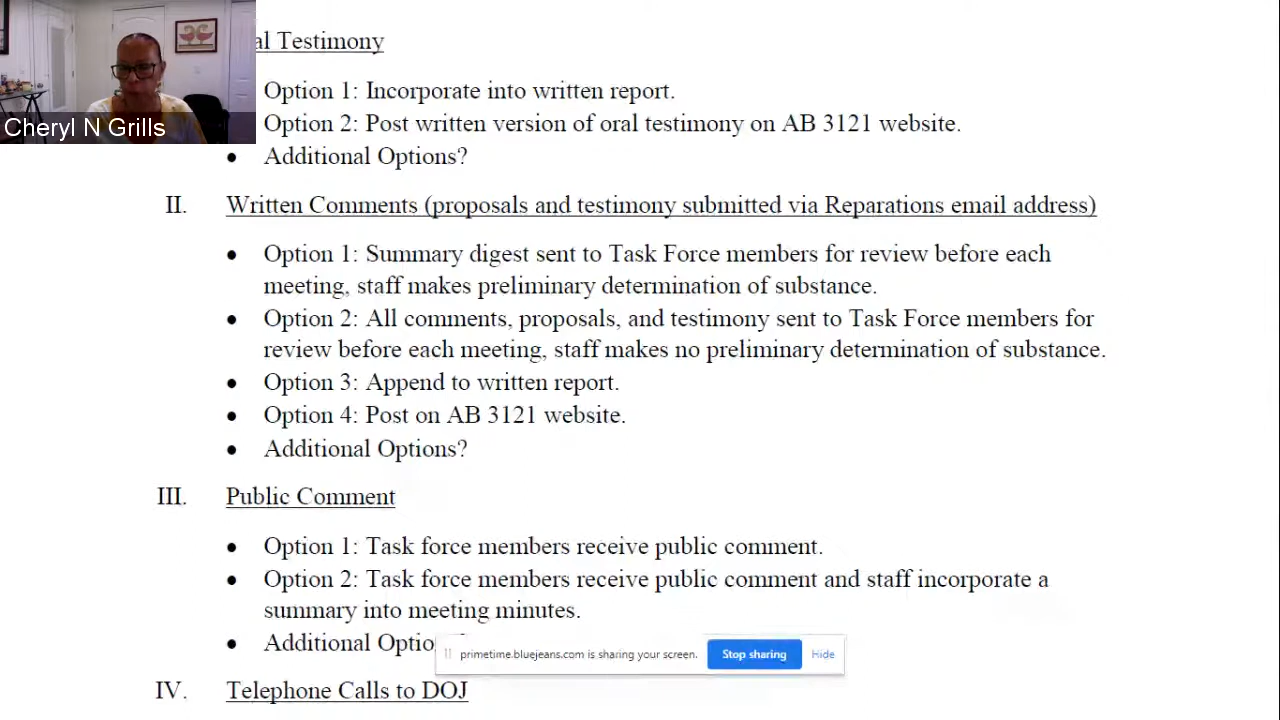 al Testimony
Option 1: Incorporate into written report.
Option 2: Post written version of oral testimony on AB 3121 website.
Cheryl N Grills
• Additional Options?
II. Written Comments (proposals and testimony submitted via Reparations email address)
• Option 1: Summary digest sent to Task Force members for review before each
meeting, staff makes preliminary determination of substance.
• Option 2: All comments, proposals, and testimony sent to Task Force members for
review before each meeting, staff makes no preliminary determination of substance.
• Option 3: Append to written report.
• Option 4: Post on AB 3121 website.
• Additional Options?
III. Public Comment
• Option 1: Task force members receive public comment.
• Option 2: Task force members receive public comment and staff incorporate a
summary into meeting minutes.
• Additional Optio
primetime.bluejeans.com is sharing your screen. Stop sharing Hide
IV. Telephone Calls to DOJ